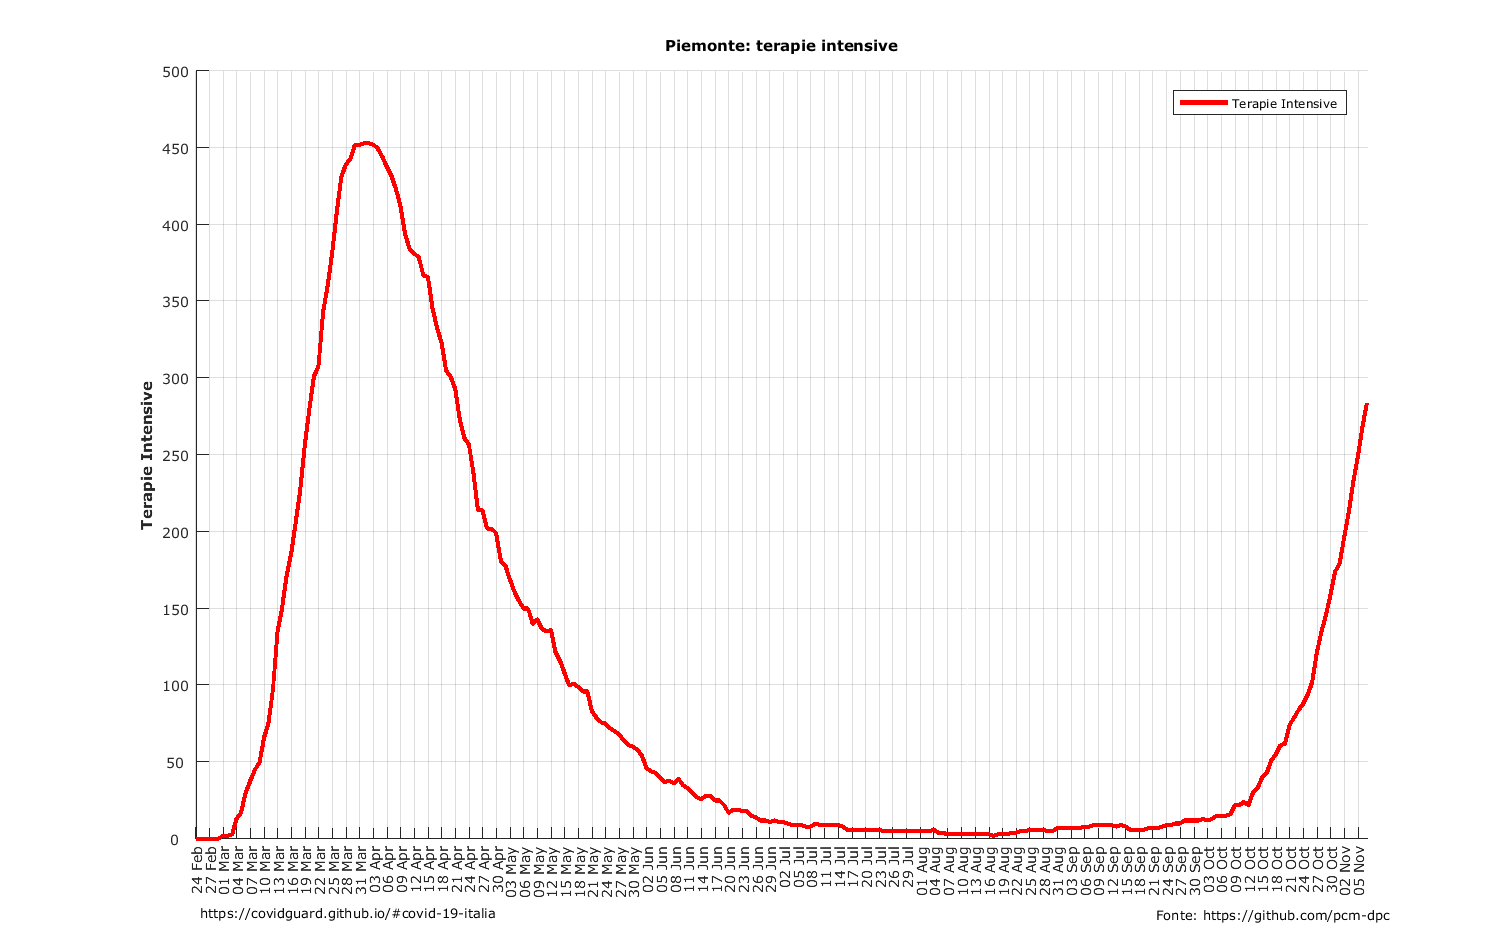 Piemonte: terapie intensive
Terapie Intensive
Terapie Intensive
500
450
400
350
300
250
200
150
100
50
0
24 Feb
27 Feb
01 Mar
04 Mar
07 Mar
10 Mar
13 Mar
16 Mar
19 Mar
22 Mar
25 Mar
28 Mar
31 Mar
03 Apr
06 Apr
09 Apr
12 Apr
15 Apr
18 Apr
21 Apr
24 Apr
27 Apr
30 Apr
03 May
06 May
09 May
12 May
15 May
18 May
21 May
24 May
27 May
30 May
02 Jun
05 Jun
08 Jun
11 Jun
14 Jun
17 Jun
20 Jun
23 Jun
26 Jun
29 Jun
02 Jul
05 Jul
08 Jul
11 Jul
14 Jul
17 Jul
20 Jul
23 Jul
26 Jul
29 Jul
01 Aug
04 Aug
07 Aug
10 Aug
13 Aug
16 Aug
19 Aug
22 Aug
25 Aug
28 Aug
31 Aug
03 Sep
06 Sep
09 Sep
12 Sep
15 Sep
18 Sep
21 Sep
24 Sep
27 Sep
30 Sep
03 Oct
06 Oct
09 Oct
12 Oct
15 Oct
18 Oct
21 Oct
24 Oct
27 Oct
30 Oct
02 Nov
05 Nov
https://covidguard.github.io/#covid-19-italia
Fonte: https://github.com/pcm-dpc